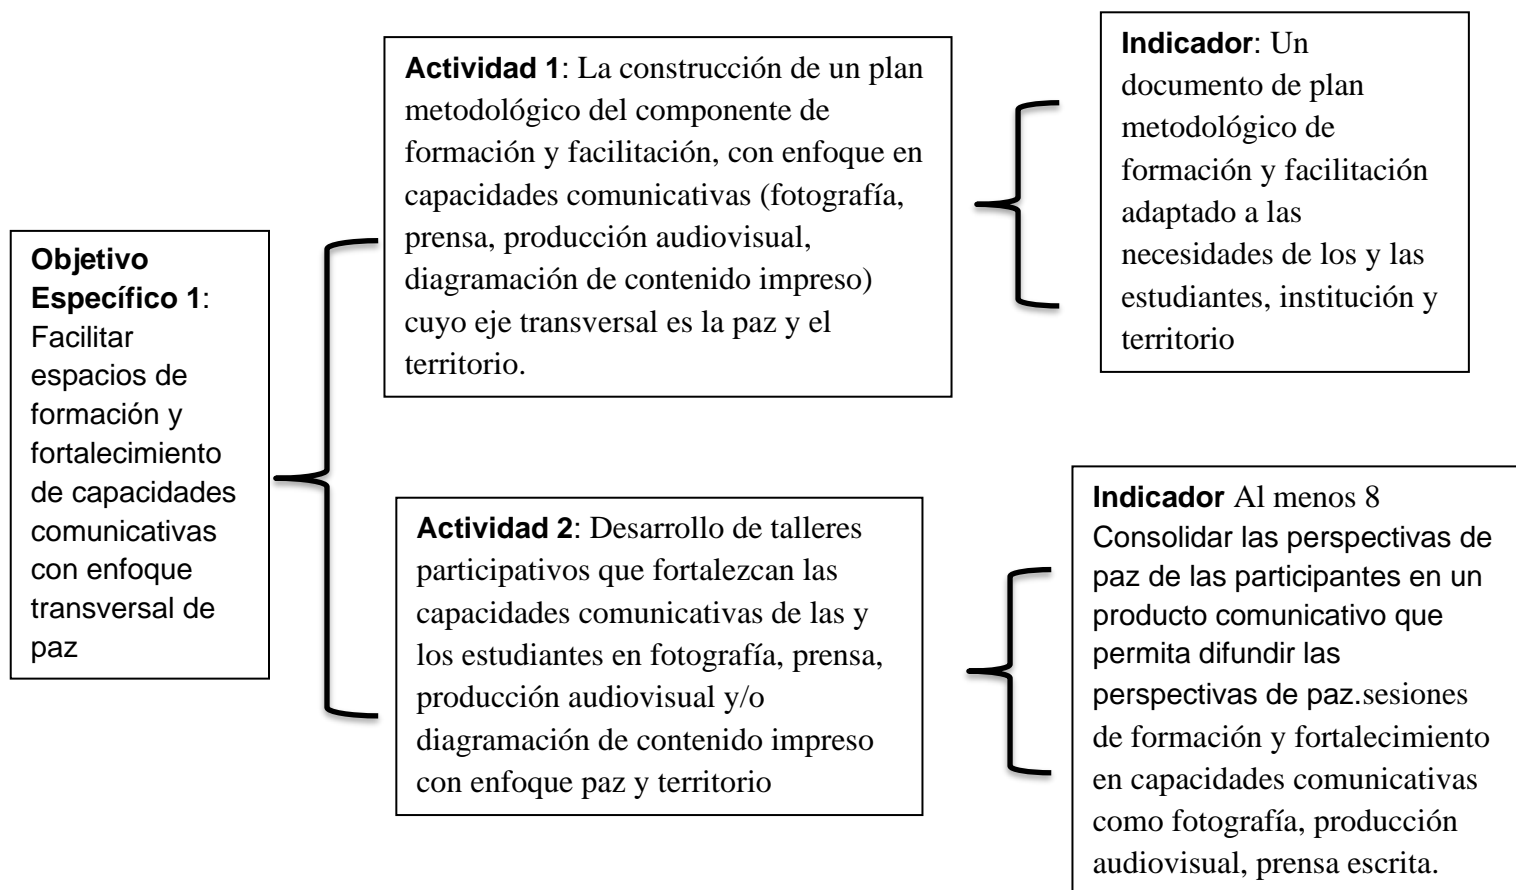 Objetivo
Específico 1:
Facilitar
espacios de
formación y
fortalecimiento
de capacidades
comunicativas
con enfoque
transversal de
paz
Actividad 1: La construcción de un plan
metodológico del componente de
formación y facilitación, con enfoque en
capacidades comunicativas (fotografía,
prensa, producción audiovisual,
diagramación de contenido impreso)
cuyo eje transversal es la paz y el
territorio.
Indicador: Un
documento de plan
metodológico de
formación y facilitación
adaptado a las
necesidades de los y las
estudiantes, institución y
territorio
Actividad 2: Desarrollo de talleres
participativos que fortalezcan las
capacidades comunicativas de las y
los estudiantes en fotografía, prensa,
producción audiovisual y/o
diagramación de contenido impreso
con enfoque paz y territorio
Indicador Al menos 8
Consolidar las perspectivas de
paz de las participantes en un
producto comunicativo que
permita difundir las
perspectivas de paz.sesiones
de formación y fortalecimiento
en capacidades comunicativas
como fotografía, producción
audiovisual, prensa escrita.